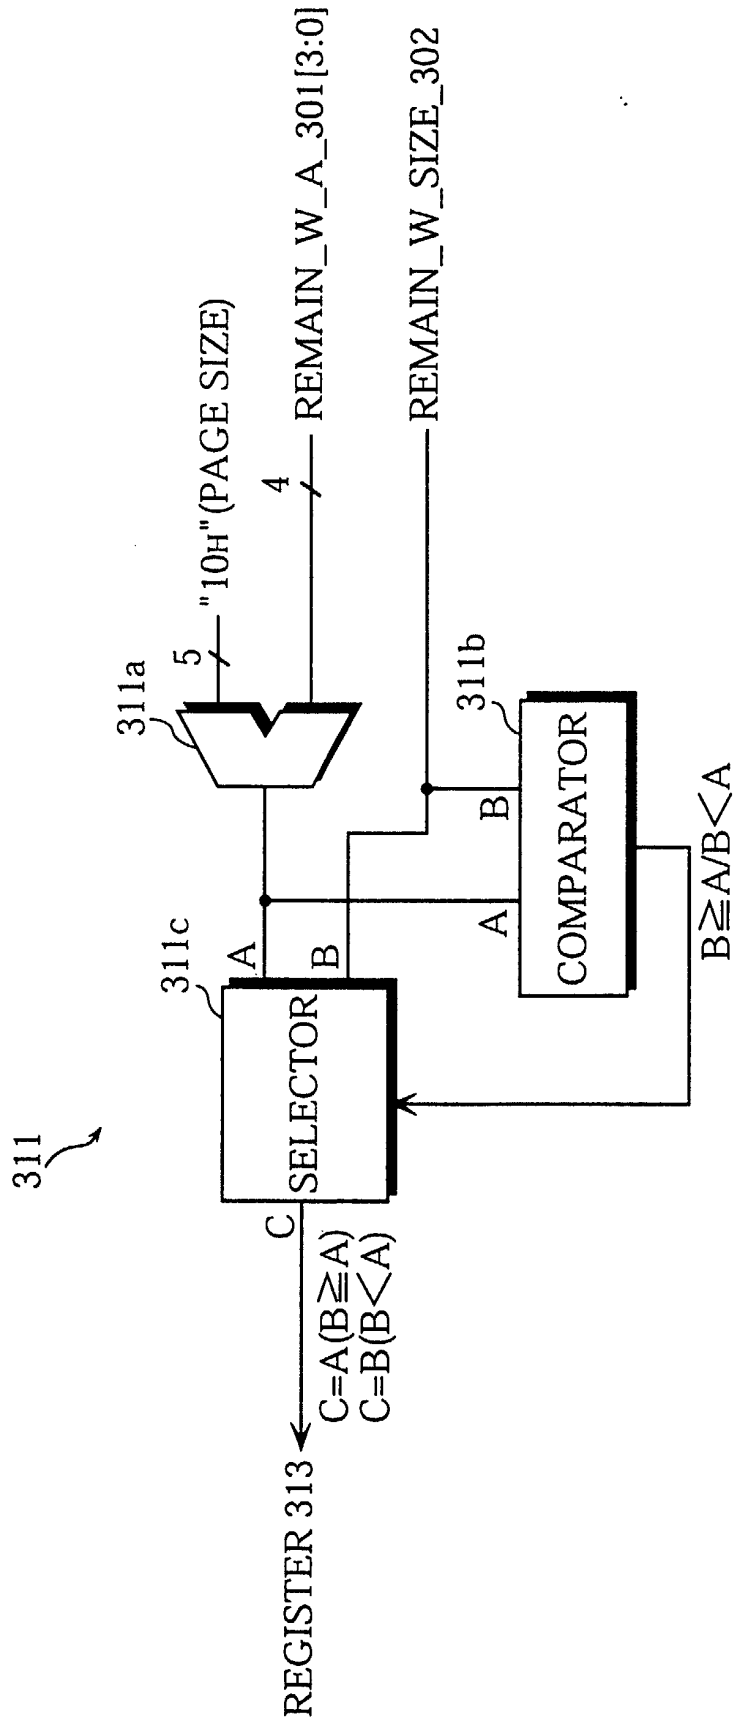 311
"10H"(PAGE SIZE)
5
311a
REMAIN_W_A_301[3:0]
4
REMAIN_W_SIZE_302
311c
A
B
SELECTOR
C
C=A(B≧A)
C=B(B<A)
REGISTER 313
311b
A
B
COMPARATOR
B≧A/B<A